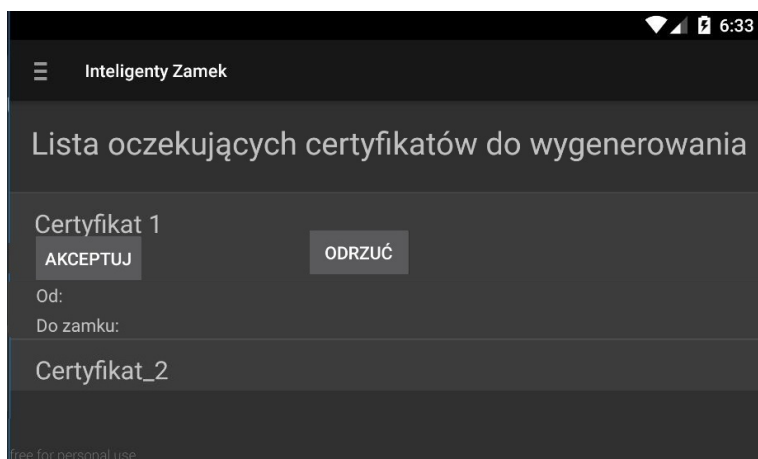 6:33
Inteligenty Zamek
Lista oczekujących certyfikatów do wygenerowania
Certyfikat 1
AKCEPTUJ
ODRZUĆ
Od:
Do zamku:
Certyfikat_2
free for personal use